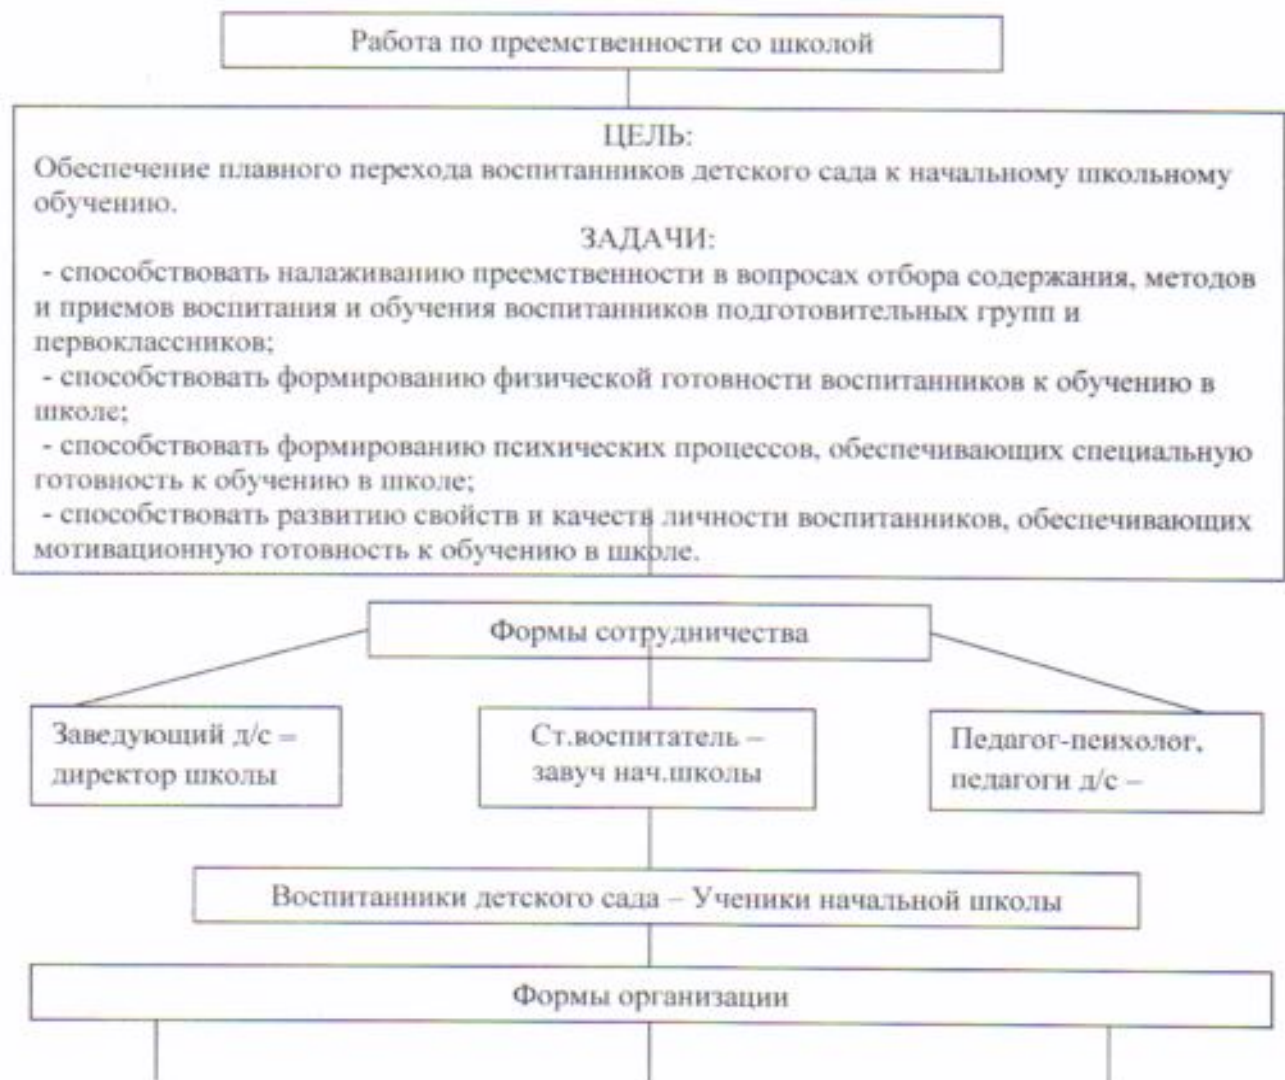 Работа по преемственности со школой
ЦЕЛЬ:
Обеспечение плавного перехода воспитанников детского сада к начальному школьному
обучению.
ЗАДАЧИ:
- способствовать налаживанию преемственности в вопросах отбора содержания, методов
и приемов воспитания и обучения воспитанников подготовительных групп и
первоклассников;
- способствовать формированию физической готовности воспитанников к обучению в
школе;
- способствовать формированию психических процессов, обеспечивающих специальную
готовность к обучению в школе;
- способствовать развитию свойств и качеств личности воспитанников, обеспечивающих
мотивационную готовность к обучению в школе.
Формы сотрудничества
Заведующий д/с –
директор школы
Ст.воспитатель –
завуч нач.школы
Педагог-психолог,
педагоги д/с –
Воспитанники детского сада – Ученики начальной школы
Формы организации